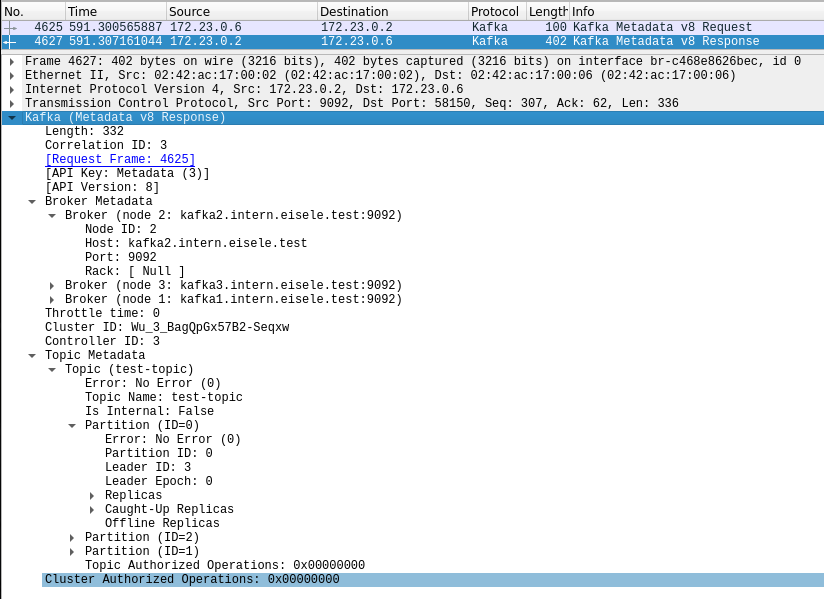 No. Time Source Destination Protocol Length Info
4625 591.300565887 172.23.0.6 172.23.0.2 Kafka 100 Kafka Metadata v8 Request
4627 591.307161044 172.23.0.2 172.23.0.6 Kafka 402 Kafka Metadata v8 Response
Frame 4627: 402 bytes on wire (3216 bits), 402 bytes captured (3216 bits) on interface br-c468e8626bec, id 0
Ethernet II, Src: 02:42:ac:17:00:02 (02:42:ac:17:00:02), Dst: 02:42:ac:17:00:06 (02:42:ac:17:00:06)
Internet Protocol Version 4, Src: 172.23.0.2, Dst: 172.23.0.6
Transmission Control Protocol, Src Port: 9092, Dst Port: 58150, Seq: 307, Ack: 62, Len: 336
Kafka (Metadata v8 Response)
Length: 332
Correlation ID: 3
[Request Frame: 4625]
[API Key: Metadata (3)]
[API Version: 8]
Broker Metadata
Broker (node 2: kafka2.intern.eisele.test:9092)
Node ID: 2
Host: kafka2.intern.eisele.test
Port: 9092
Rack: [ Null ]
Broker (node 3: kafka3.intern.eisele.test:9092)
Broker (node 1: kafka1.intern.eisele.test:9092)
Throttle time: 0
Cluster ID: Wu_3_BagQpGx57B2-Seqxw
Controller ID: 3
Topic Metadata
Topic (test-topic)
Error: No Error (0)
Topic Name: test-topic
Is Internal: False
Partition (ID=0)
Error: No Error (0)
Partition ID: 0
Leader ID: 3
Leader Epoch: 0
Replicas
Caught-Up Replicas
Offline Replicas
Partition (ID=2)
Partition (ID=1)
Topic Authorized Operations: 0x00000000
Cluster Authorized Operations: 0x00000000